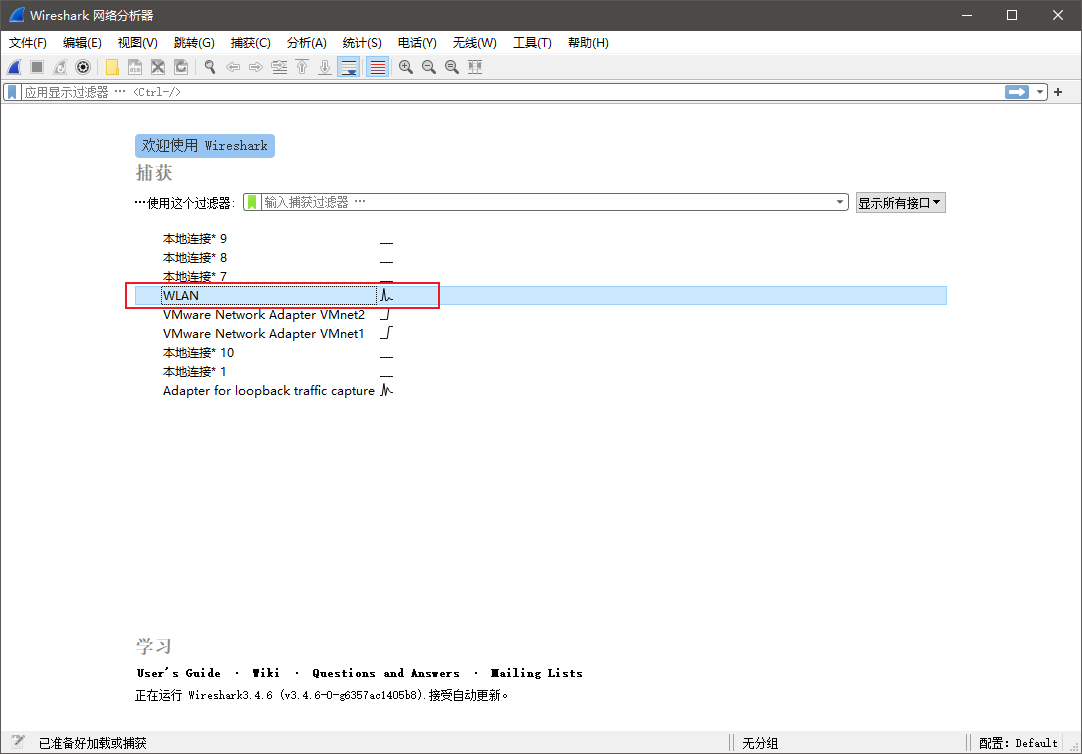 Wireshark 网络分析器
文件(F) 编辑(E) 视图(V) 跳转(G) 捕获(C) 分析(A) 统计(S) 电话(Y) 无线(W) 工具(T) 帮助(H)
应用显示过滤器 … <Ctrl-/>
欢迎使用 Wireshark
捕获
…使用这个过滤器: 输入捕获过滤器 … 显示所有接口
本地连接* 9
本地连接* 8
本地连接* 7
WLAN
VMware Network Adapter VMnet2
VMware Network Adapter VMnet1
本地连接* 10
本地连接* 1
Adapter for loopback traffic capture
学习
User's Guide · Wiki · Questions and Answers · Mailing Lists
正在运行 Wireshark3.4.6 (v3.4.6-0-g6357ac1405b8).接受自动更新。
已准备好加载或捕获 无分组 配置: Default